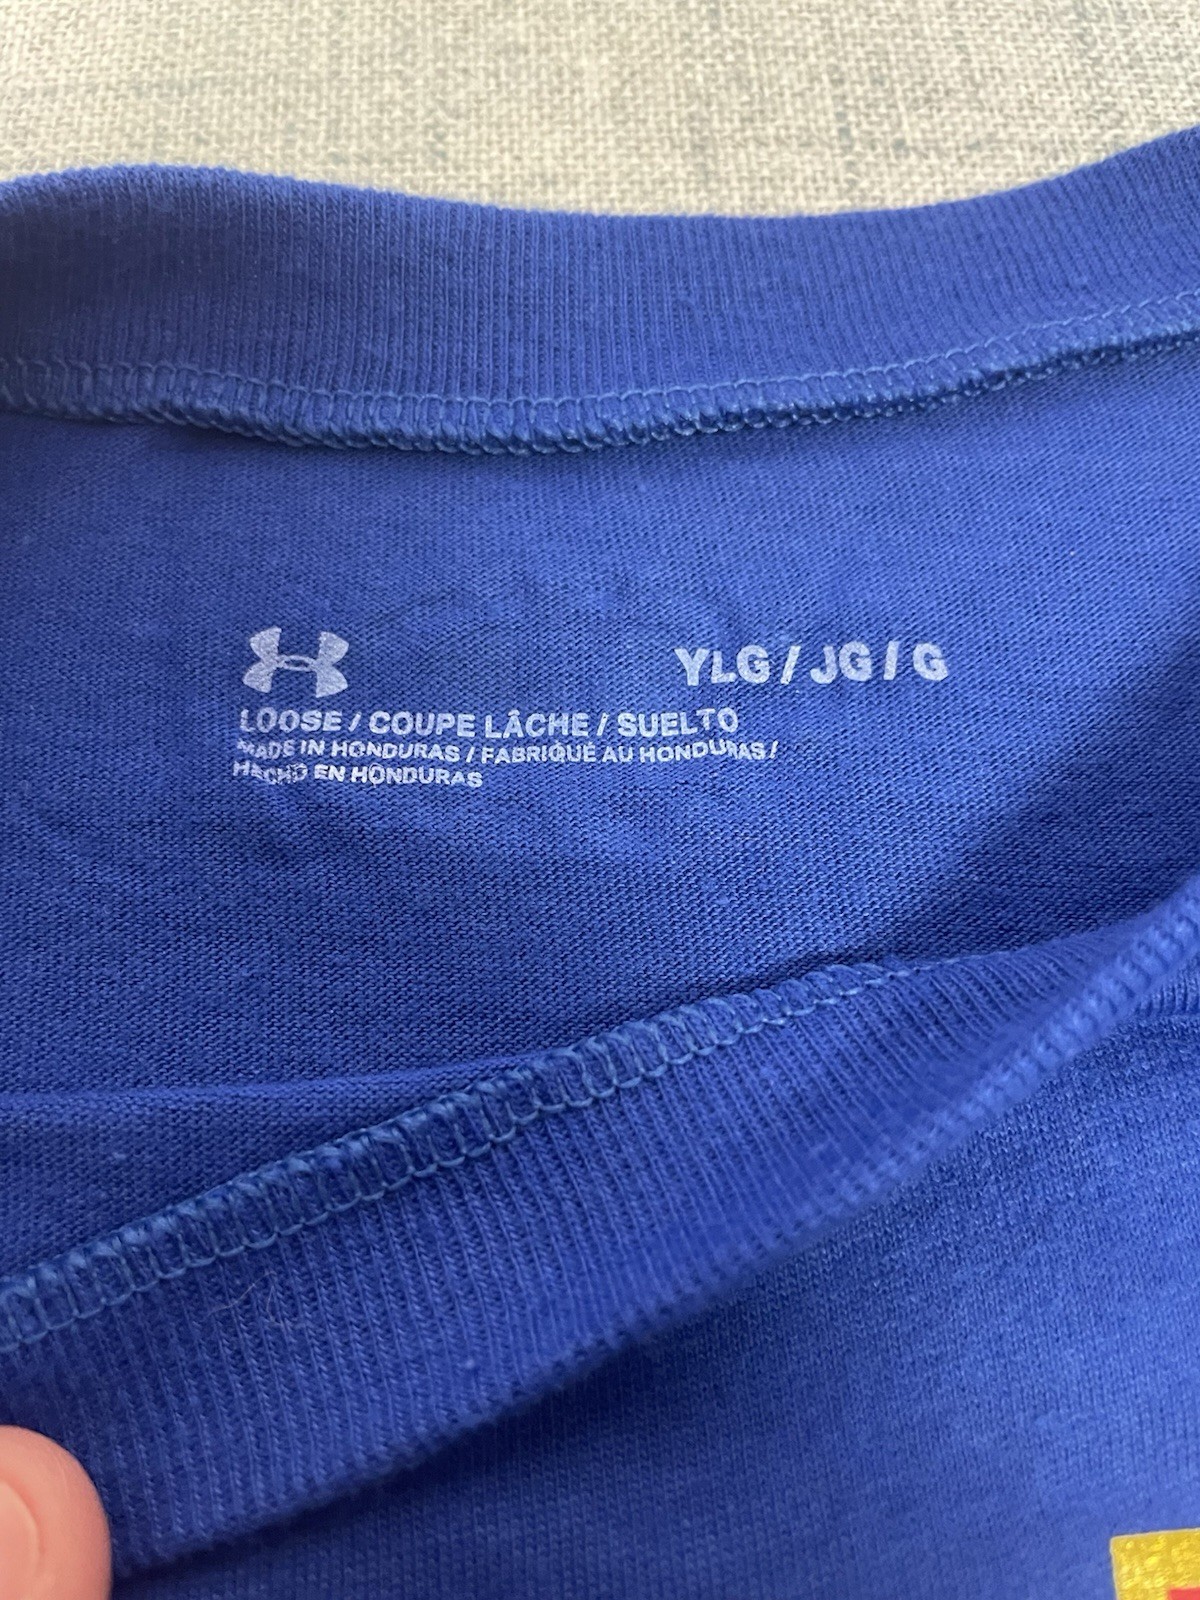 YLG / JG / G
LOOSE / COUPE LÂCHE / SUELTO
MADE IN HONDURAS / FABRIQUÉ AU HONDURAS /
HECHO EN HONDURAS